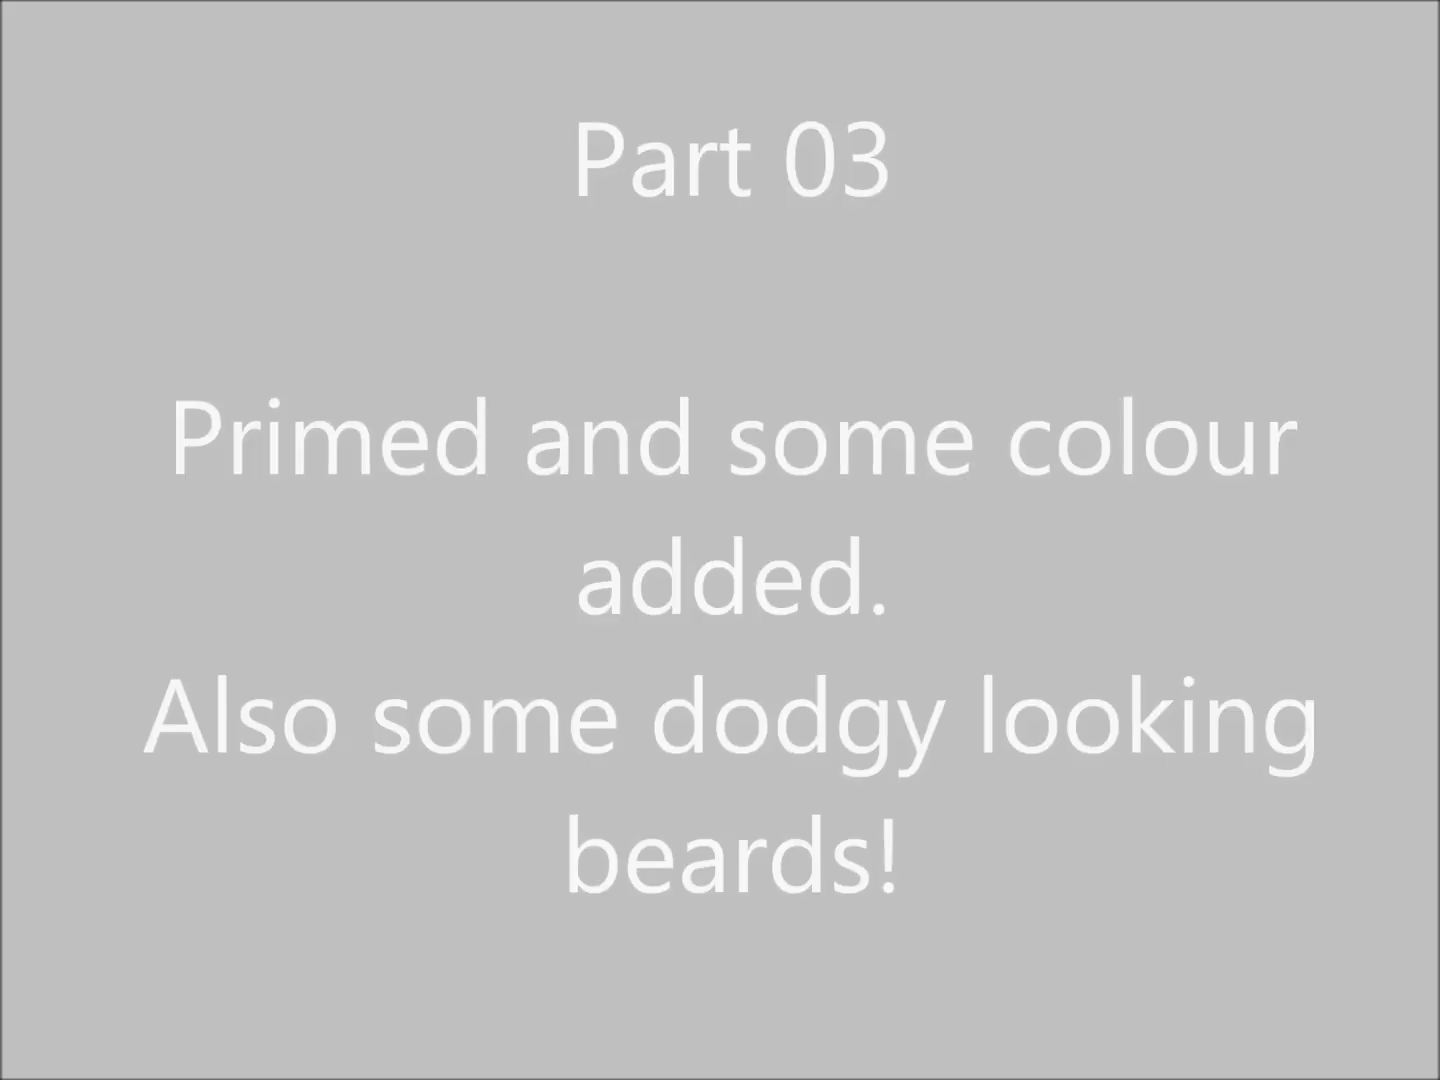 Part 03
Primed and some colour
added.
Also some dodgy looking
beards!